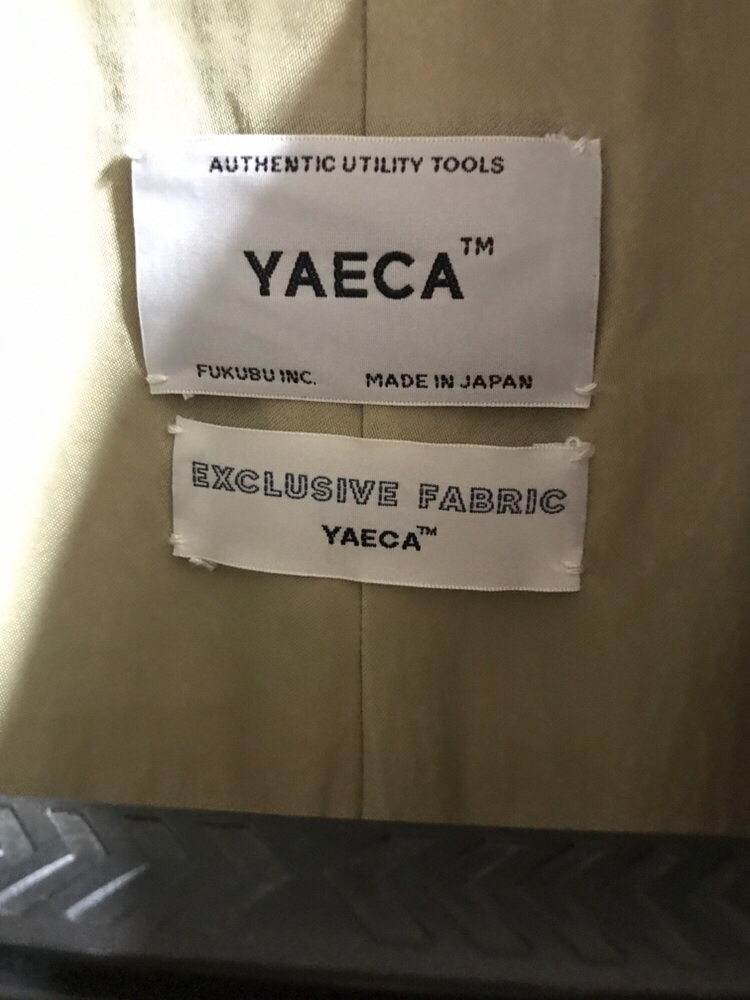 AUTHENTIC UTILITY TOOLS
YAECA™
FUKUBU INC. MADE IN JAPAN
EXCLUSIVE FABRIC
YAECA™